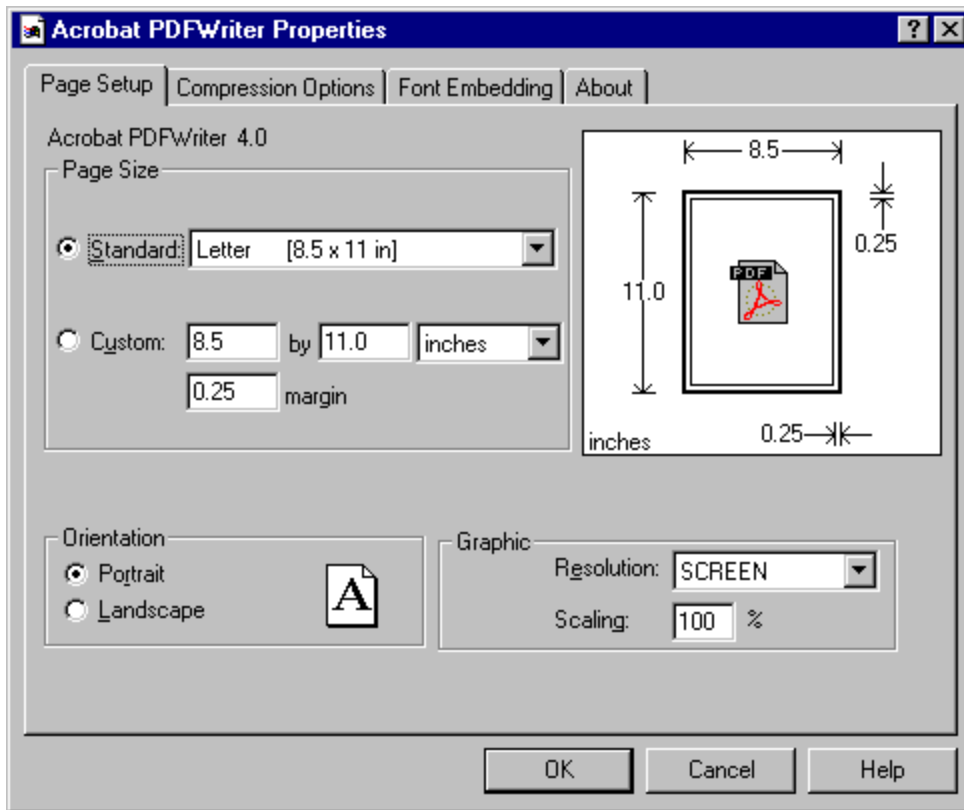 Acrobat PDFWriter Properties
Page Setup Compression Options Font Embedding About
Acrobat PDFWriter 4.0
Page Size
Standard: Letter [8.5 x 11 in]
Custom: 8.5 by 11.0 inches
0.25 margin
8.5
0.25
11.0
PDF
0.25
inches
Orientation
Portrait
Landscape
A
Graphic
Resolution: SCREEN
Scaling: 100 %
OK Cancel Help